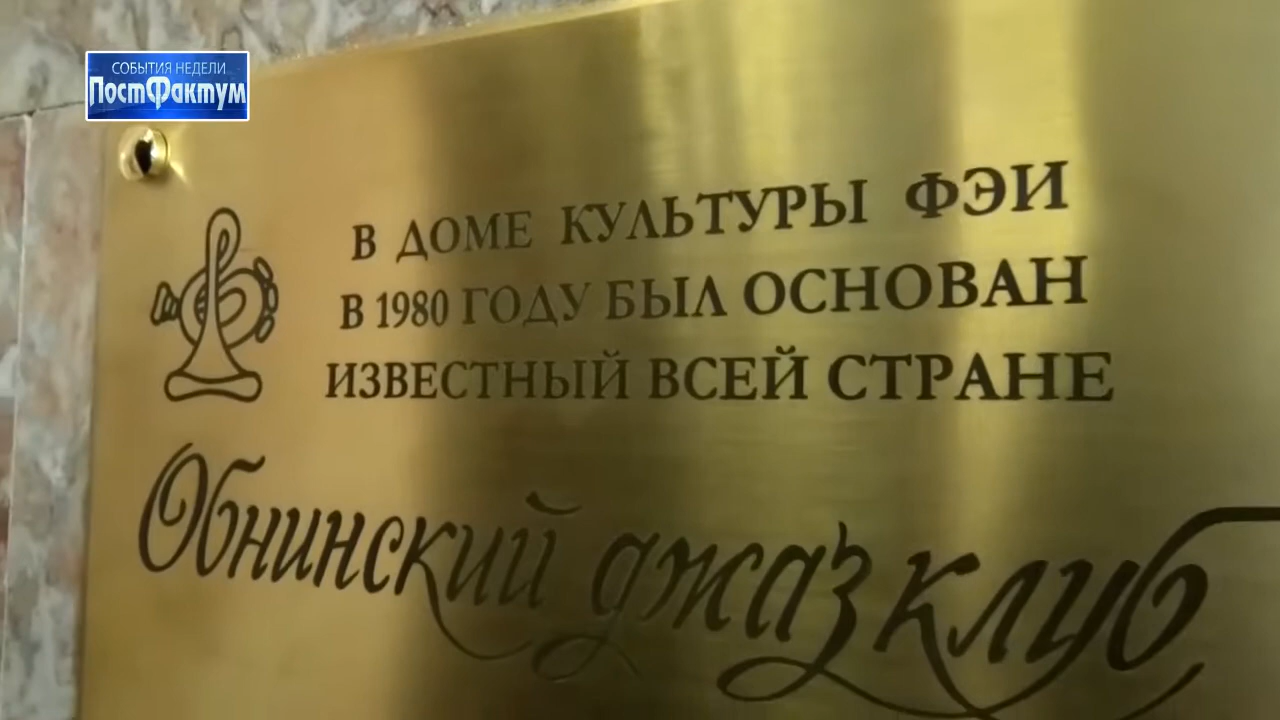 СОБЫТИЯ НЕДЕЛИ
ПостФактум
В ДОМЕ КУЛЬТУРЫ ФЭИ
В 1980 ГОДУ БЫЛ ОСНОВАН
ИЗВЕСТНЫЙ ВСЕЙ СТРАНЕ
Обнинский джаз клуб